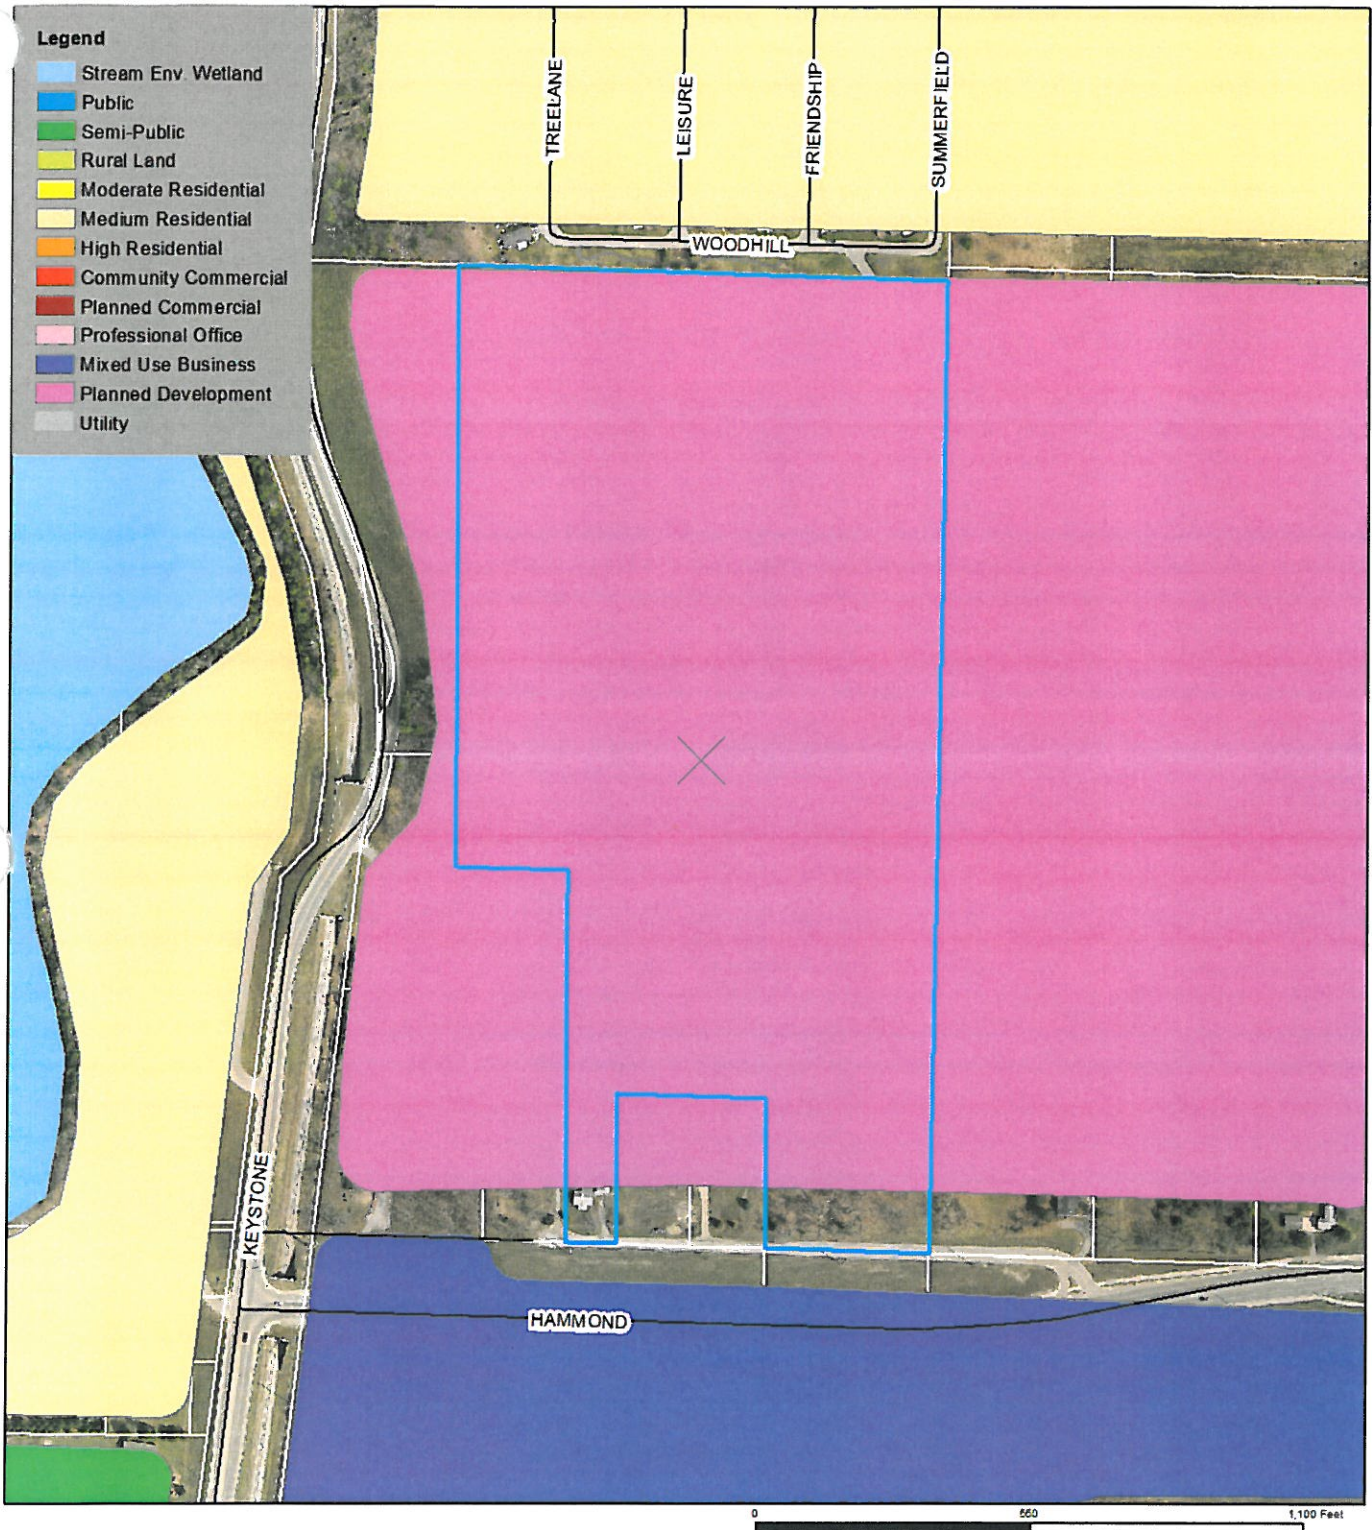 Legend
Stream Env. Wetland
Public
Semi-Public
Rural Land
Moderate Residential
Medium Residential
High Residential
Community Commercial
Planned Commercial
Professional Office
Mixed Use Business
Planned Development
Utility
TREELANE
LEISURE
FRIENDSHIP
SUMMERFIELD
WOODHILL
KEYSTONE
HAMMOND
0 550 1,100 Feet